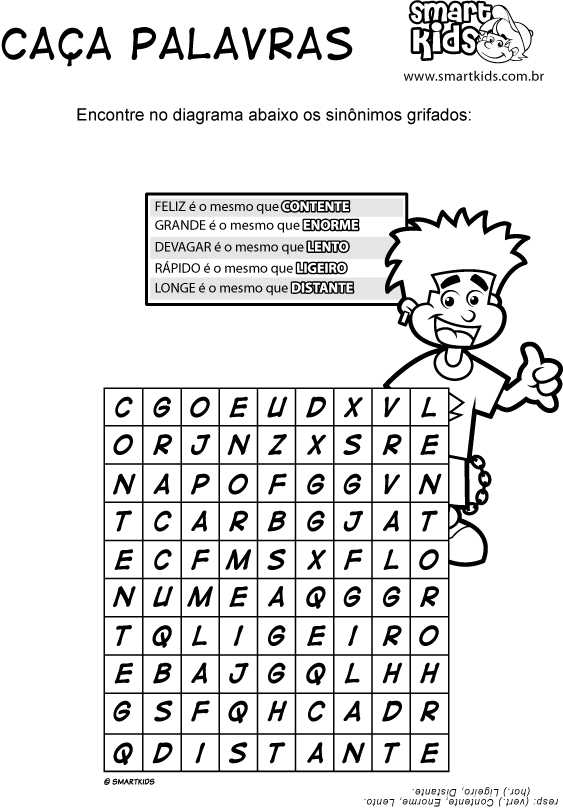 CAÇA PALAVRAS
smart
Kids
www.smartkids.com.br
Encontre no diagrama abaixo os sinônimos grifados:
FELIZ é o mesmo que CONTENTE
GRANDE é o mesmo que ENORME
DEVAGAR é o mesmo que LENTO
RÁPIDO é o mesmo que LIGEIRO
LONGE é o mesmo que DISTANTE
C G O E U D X V L
O R J N Z X S R E
N A P O F G G V N
T C A R B G J A T
E C F M S X F L O
N U M E A Q G G R
T Q L I G E I R O
E B A J G Q L H H
G S F Q H C A D R
Q D I S T A N T E
© SMARTKIDS
resp: (vert.) Contente, Enorme, Lento.
(hor.) Ligeiro, Distante.